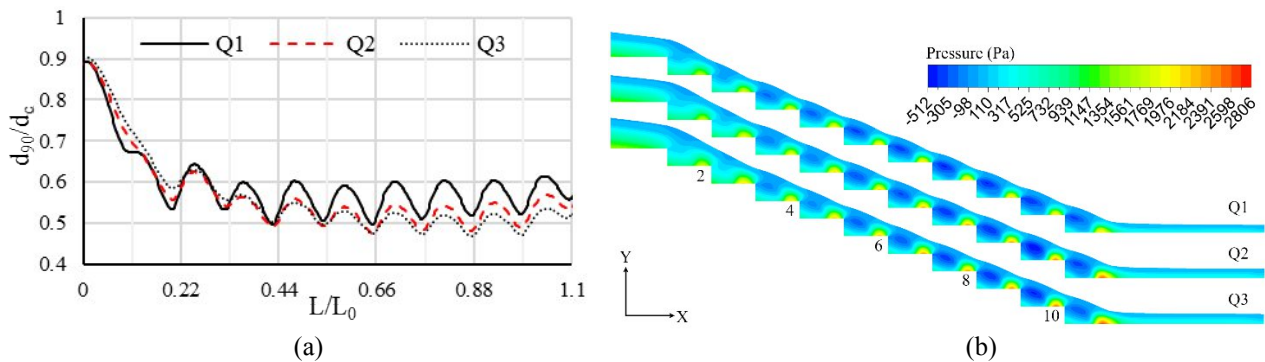 1
0.9
0.8
0.7
0.6
0.5
0.4
d90/dc
Q1 Q2 Q3
0 0.22 0.44 0.66 0.88 1.1
L/L0
(a)
Pressure (Pa)
-512 -305 -98 110 317 525 732 939 1147 1354 1561 1769 1976 2184 2391 2598 2806
2
4
6
8
10
Q1
Q2
Q3
Y
X
(b)